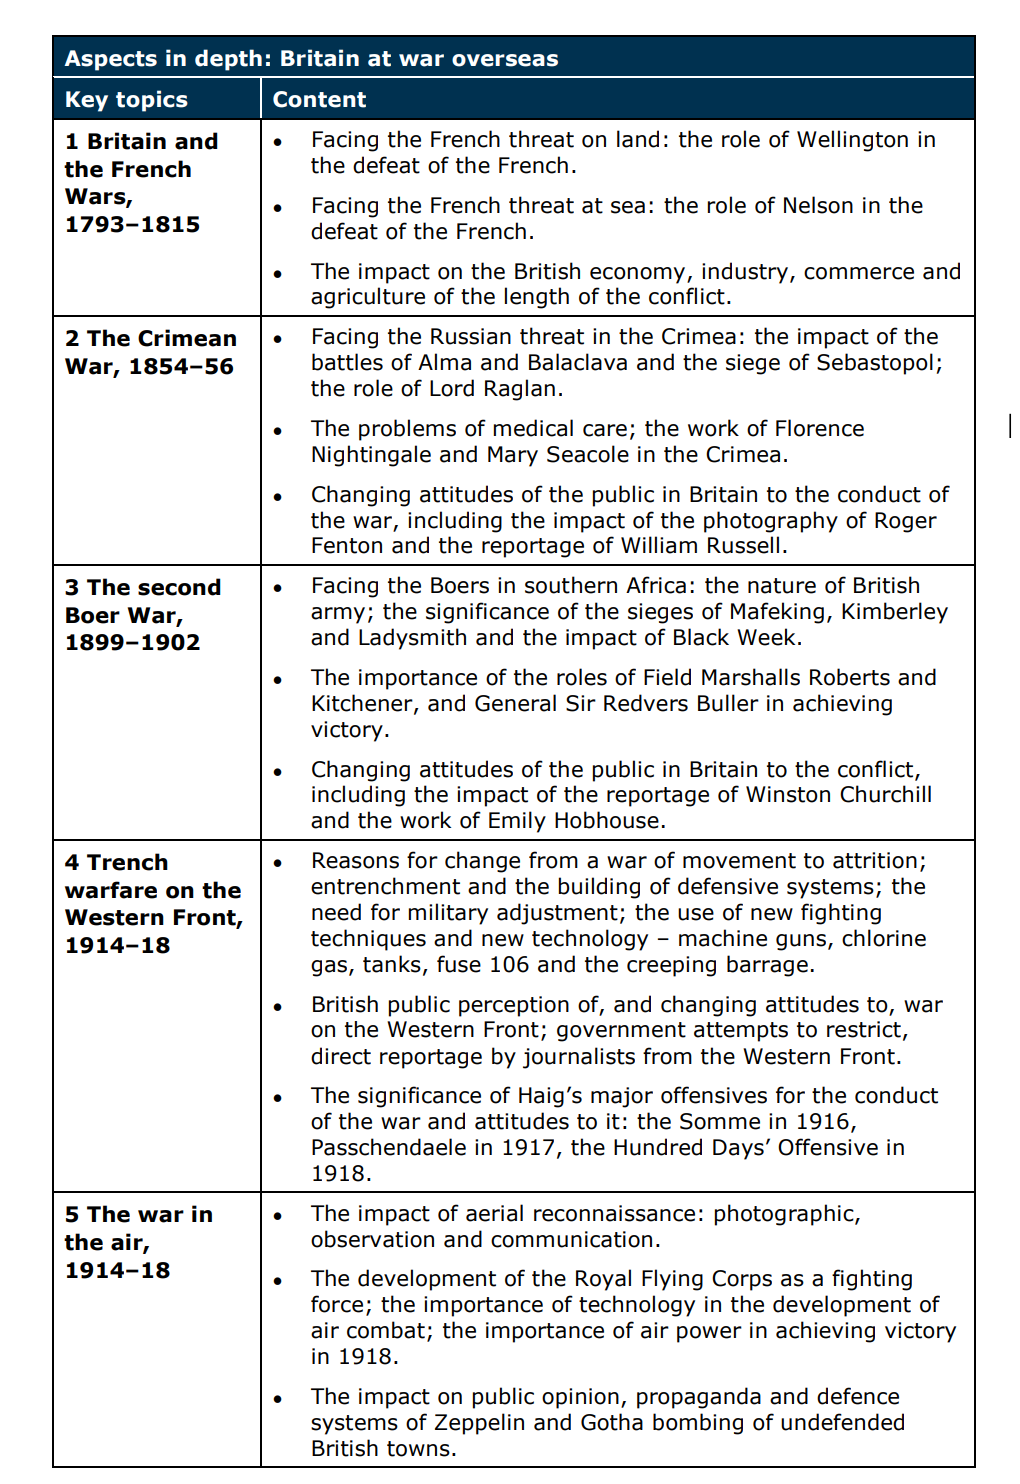 Aspects in depth: Britain at war overseas
Key topics
Content
1 Britain and
the French
Wars,
1793–1815
• Facing the French threat on land: the role of Wellington in
the defeat of the French.
• Facing the French threat at sea: the role of Nelson in the
defeat of the French.
• The impact on the British economy, industry, commerce and
agriculture of the length of the conflict.
2 The Crimean
War, 1854–56
• Facing the Russian threat in the Crimea: the impact of the
battles of Alma and Balaclava and the siege of Sebastopol;
the role of Lord Raglan.
• The problems of medical care; the work of Florence
Nightingale and Mary Seacole in the Crimea.
• Changing attitudes of the public in Britain to the conduct of
the war, including the impact of the photography of Roger
Fenton and the reportage of William Russell.
3 The second
Boer War,
1899–1902
• Facing the Boers in southern Africa: the nature of British
army; the significance of the sieges of Mafeking, Kimberley
and Ladysmith and the impact of Black Week.
• The importance of the roles of Field Marshalls Roberts and
Kitchener, and General Sir Redvers Buller in achieving
victory.
• Changing attitudes of the public in Britain to the conflict,
including the impact of the reportage of Winston Churchill
and the work of Emily Hobhouse.
4 Trench
warfare on the
Western Front,
1914–18
• Reasons for change from a war of movement to attrition;
entrenchment and the building of defensive systems; the
need for military adjustment; the use of new fighting
techniques and new technology – machine guns, chlorine
gas, tanks, fuse 106 and the creeping barrage.
• British public perception of, and changing attitudes to, war
on the Western Front; government attempts to restrict,
direct reportage by journalists from the Western Front.
• The significance of Haig’s major offensives for the conduct
of the war and attitudes to it: the Somme in 1916,
Passchendaele in 1917, the Hundred Days’ Offensive in
1918.
5 The war in
the air,
1914–18
• The impact of aerial reconnaissance: photographic,
observation and communication.
• The development of the Royal Flying Corps as a fighting
force; the importance of technology in the development of
air combat; the importance of air power in achieving victory
in 1918.
• The impact on public opinion, propaganda and defence
systems of Zeppelin and Gotha bombing of undefended
British towns.